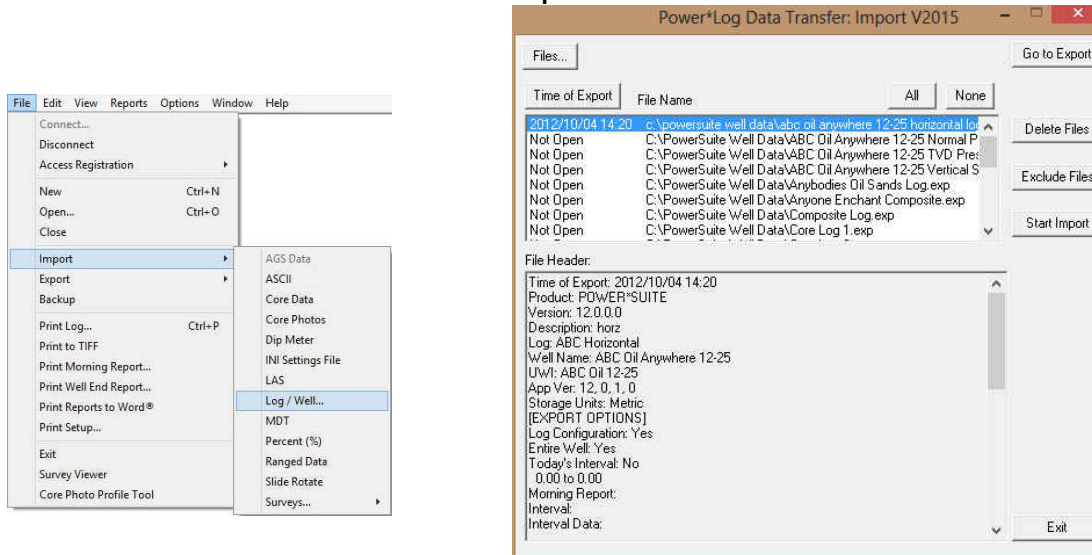 File Edit View Reports Options Window Help
Connect...
Disconnect
Access Registration
New Ctrl+N
Open... Ctrl+O
Close
Import
Export
Backup
Print Log... Ctrl+P
Print to TIFF
Print Morning Report...
Print Well End Report...
Print Reports to Word®
Print Setup...
Exit
Survey Viewer
Core Photo Profile Tool
AGS Data
ASCII
Core Data
Core Photos
Dip Meter
INI Settings File
LAS
Log / Well...
MDT
Percent (%)
Ranged Data
Slide Rotate
Surveys...
Power*Log Data Transfer: Import V2015
Files...
Go to Export
Time of Export File Name All None
2012/10/04 14:20 c:\powersuite well data\abc oil anywhere 12-25 horizontal
Not Open C:\PowerSuite Well Data\ABC Oil Anywhere 12-25 Normal P
Not Open C:\PowerSuite Well Data\ABC Oil Anywhere 12-25 TVD Pres
Not Open C:\PowerSuite Well Data\ABC Oil Anywhere 12-25 Vertical S
Not Open C:\PowerSuite Well Data\Anybodies Oil Sands Log.exp
Not Open C:\PowerSuite Well Data\Anyone Enchant Composite.exp
Not Open C:\PowerSuite Well Data\Composite Log.exp
Not Open C:\PowerSuite Well Data\Core Log 1.exp
Delete Files
Exclude Files
Start Import
File Header:
Time of Export: 2012/10/04 14:20
Product: POWER*SUITE
Version: 12.0.0.0
Description: horz
Log: ABC Horizontal
Well Name: ABC Oil Anywhere 12-25
UWI: ABC Oil 12-25
App Ver: 12, 0, 1, 0
Storage Units: Metric
[EXPORT OPTIONS]
Log Configuration: Yes
Entire Well: Yes
Today's Interval: No
0.00 to 0.00
Morning Report:
Interval:
Interval Data:
Exit